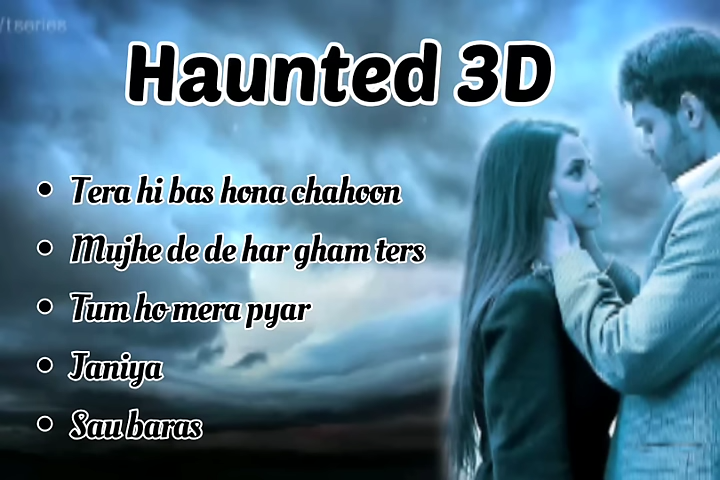 /tseries
Haunted 3D
• Tera hi bas hona chahoon
• Mujhe de de har gham ters
• Tum ho mera pyar
• Janiya
• Sau baras